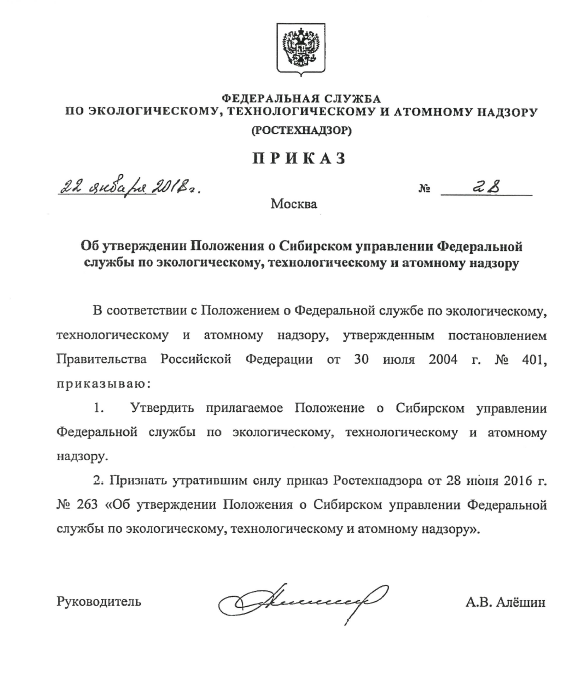 ФЕДЕРАЛЬНАЯ СЛУЖБА
ПО ЭКОЛОГИЧЕСКОМУ, ТЕХНОЛОГИЧЕСКОМУ И АТОМНОМУ НАДЗОРУ
(РОСТЕХНАДЗОР)
ПРИКАЗ
22 января 2018 г. № 28
Москва
Об утверждении Положения о Сибирском управлении Федеральной
службы по экологическому, технологическому и атомному надзору
В соответствии с Положением о Федеральной службе по экологическому,
технологическому и атомному надзору, утвержденным постановлением
Правительства Российской Федерации от 30 июля 2004 г. № 401,
приказываю:
1. Утвердить прилагаемое Положение о Сибирском управлении
Федеральной службы по экологическому, технологическому и атомному
надзору.
2. Признать утратившим силу приказ Ростехнадзора от 28 июня 2016 г.
№ 263 «Об утверждении Положения о Сибирском управлении Федеральной
службы по экологическому, технологическому и атомному надзору».
Руководитель А.В. Алёшин